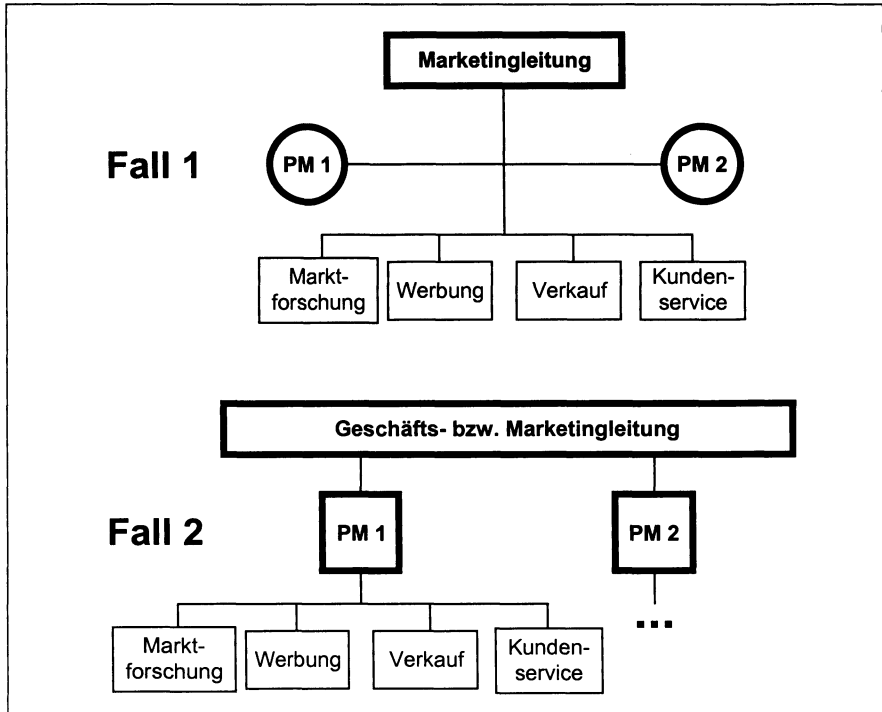 Marketingleitung
Fall 1
PM 1
PM 2
Markt-
forschung
Werbung
Verkauf
Kunden-
service
Geschäfts- bzw. Marketingleitung
Fall 2
PM 1
PM 2
...
Markt-
forschung
Werbung
Verkauf
Kunden-
service